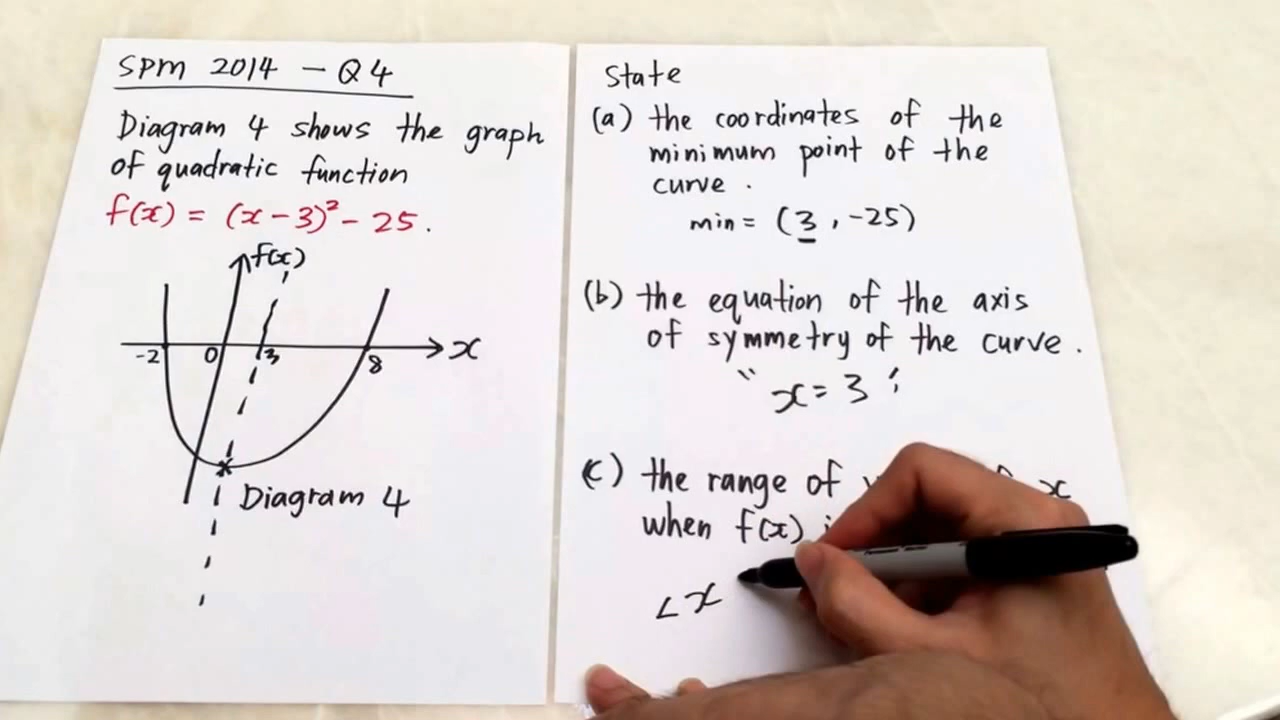 SPM 2014 - Q4
Diagram 4 shows the graph
of quadratic function
f(x) = (x-3)² - 25.
f(x)
-2 0 3 8 x
Diagram 4
State
(a) the coordinates of the
minimum point of the
curve.
min = (3, -25)
(b) the equation of the axis
of symmetry of the curve.
" x = 3 "
(c) the range of x
when f(x)
< x